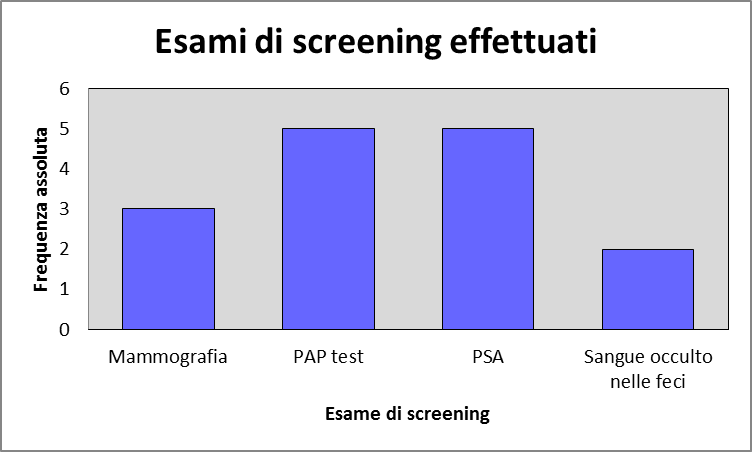 Esami di screening effettuati
6
5
4
3
2
1
0
Frequenza assoluta
Mammografia
PAP test
PSA
Sangue occulto
nelle feci
Esame di screening